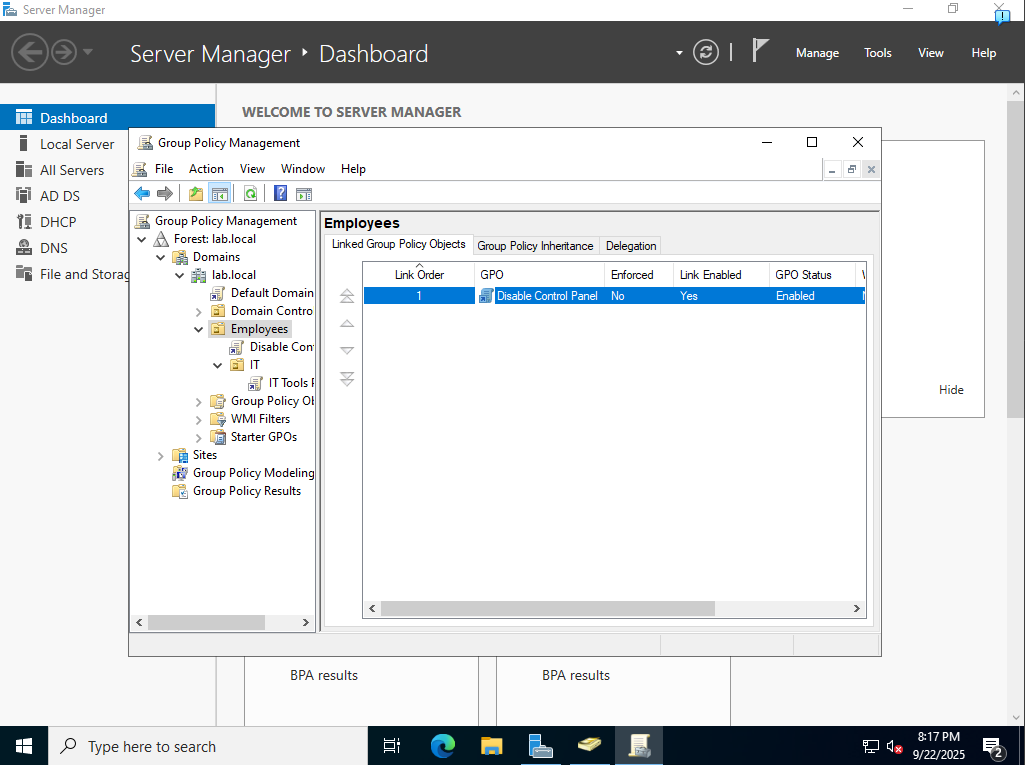 Server Manager
Server Manager ‣ Dashboard
Manage Tools View Help
Dashboard
Local Server
All Servers
AD DS
DHCP
DNS
File and Storag
WELCOME TO SERVER MANAGER
Hide
Group Policy Management
File Action View Window Help
Group Policy Management
Forest: lab.local
Domains
lab.local
Default Domain
Domain Contro
Employees
Disable Con
IT
IT Tools
Group Policy Ob
WMI Filters
Starter GPOs
Sites
Group Policy Modeling
Group Policy Results
Employees
Linked Group Policy Objects Group Policy Inheritance Delegation
Link Order GPO Enforced Link Enabled GPO Status
1 Disable Control Panel No Yes Enabled
BPA results BPA results
Type here to search
8:17 PM
9/22/2025
2